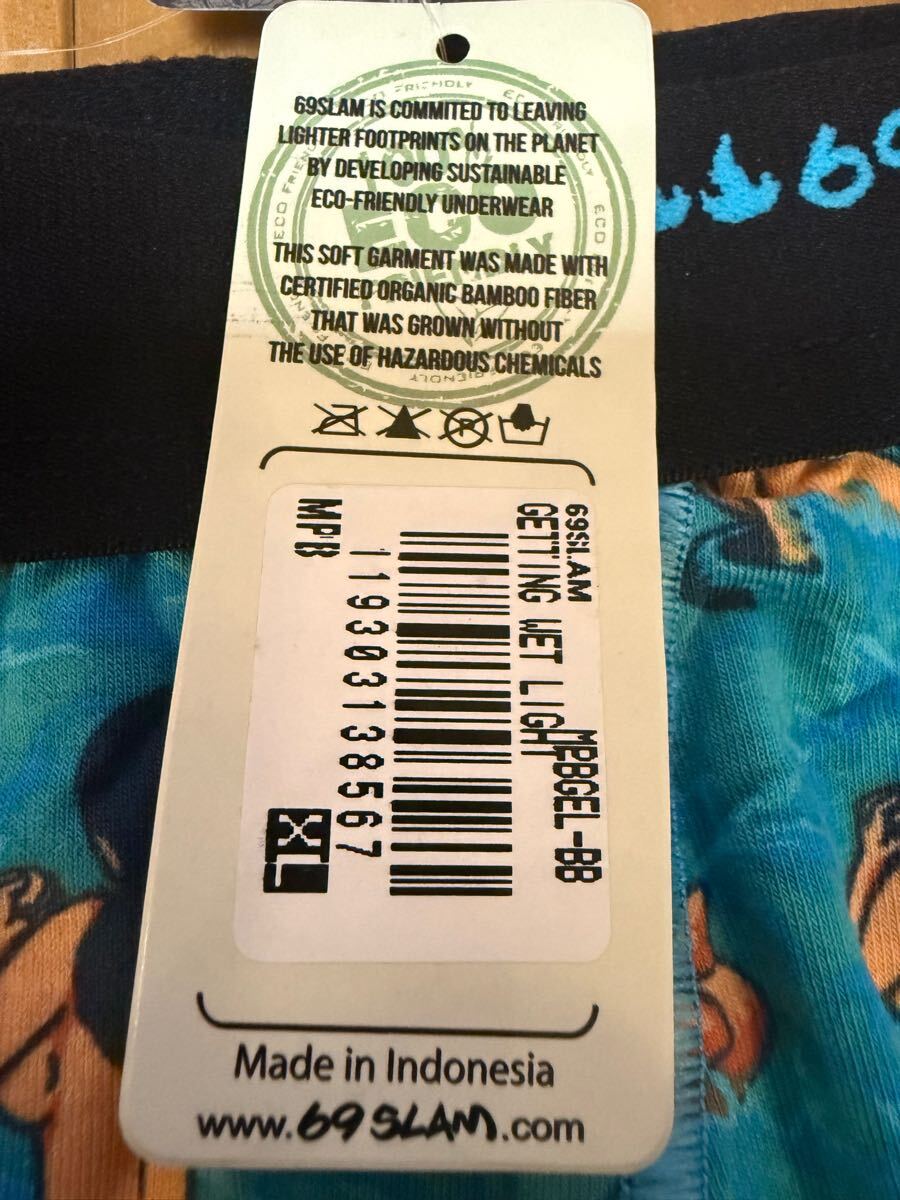 69SLAM IS COMMITED TO LEAVING
LIGHTER FOOTPRINTS ON THE PLANET
BY DEVELOPING SUSTAINABLE
ECO-FRIENDLY UNDERWEAR
THIS SOFT GARMENT WAS MADE WITH
CERTIFIED ORGANIC BAMBOO FIBER
THAT WAS GROWN WITHOUT
THE USE OF HAZARDOUS CHEMICALS
P
69SLAM
MPBGEL-BB
GETTING WET LIGHT
119303138567
MPB
XL
Made in Indonesia
www.69SLAM.com